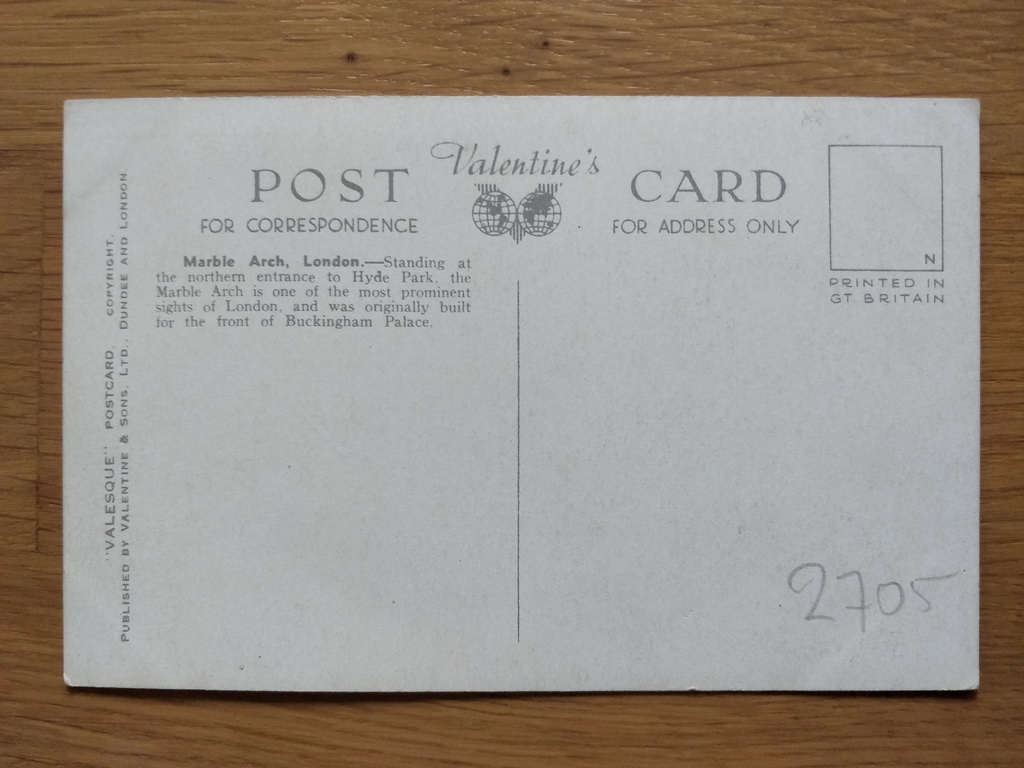 Valentine's
POST CARD
FOR CORRESPONDENCE
FOR ADDRESS ONLY
N
PRINTED IN
GT BRITAIN
Marble Arch, London.—Standing at
the northern entrance to Hyde Park, the
Marble Arch is one of the most prominent
sights of London, and was originally built
for the front of Buckingham Palace.
"VALESQUE" POSTCARD. COPYRIGHT.
PUBLISHED BY VALENTINE & SONS, LTD., DUNDEE AND LONDON.
2705